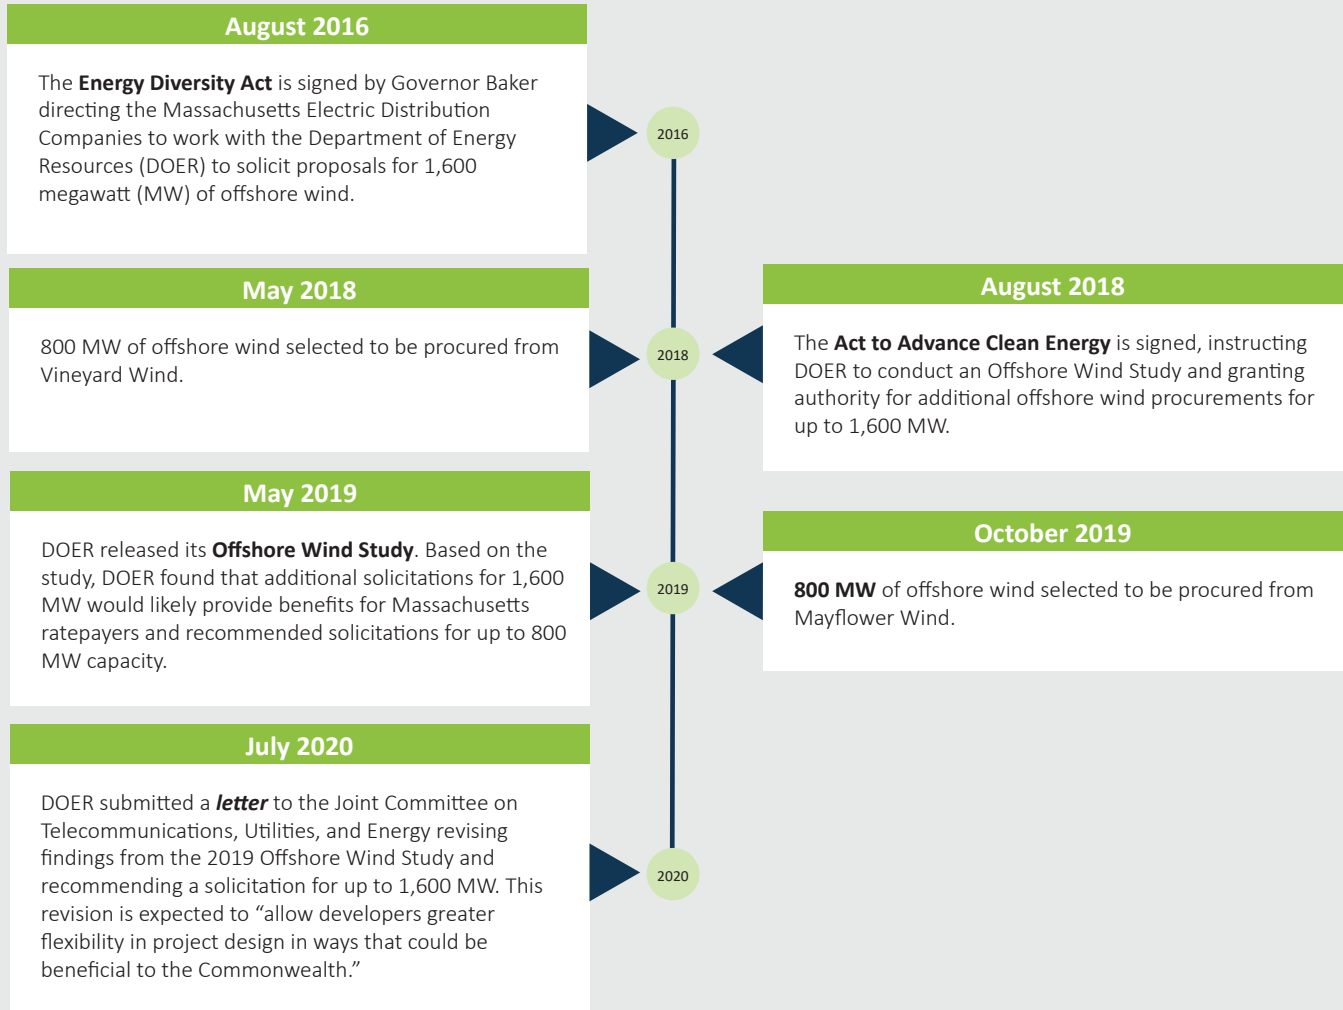 August 2016
The Energy Diversity Act is signed by Governor Baker
directing the Massachusetts Electric Distribution
Companies to work with the Department of Energy
Resources (DOER) to solicit proposals for 1,600
megawatt (MW) of offshore wind.
2016
May 2018
800 MW of offshore wind selected to be procured from
Vineyard Wind.
2018
August 2018
The Act to Advance Clean Energy is signed, instructing
DOER to conduct an Offshore Wind Study and granting
authority for additional offshore wind procurements for
up to 1,600 MW.
May 2019
DOER released its Offshore Wind Study. Based on the
study, DOER found that additional solicitations for 1,600
MW would likely provide benefits for Massachusetts
ratepayers and recommended solicitations for up to 800
MW capacity.
2019
October 2019
800 MW of offshore wind selected to be procured from
Mayflower Wind.
July 2020
DOER submitted a letter to the Joint Committee on
Telecommunications, Utilities, and Energy revising
findings from the 2019 Offshore Wind Study and
recommending a solicitation for up to 1,600 MW. This
revision is expected to “allow developers greater
flexibility in project design in ways that could be
beneficial to the Commonwealth.”
2020